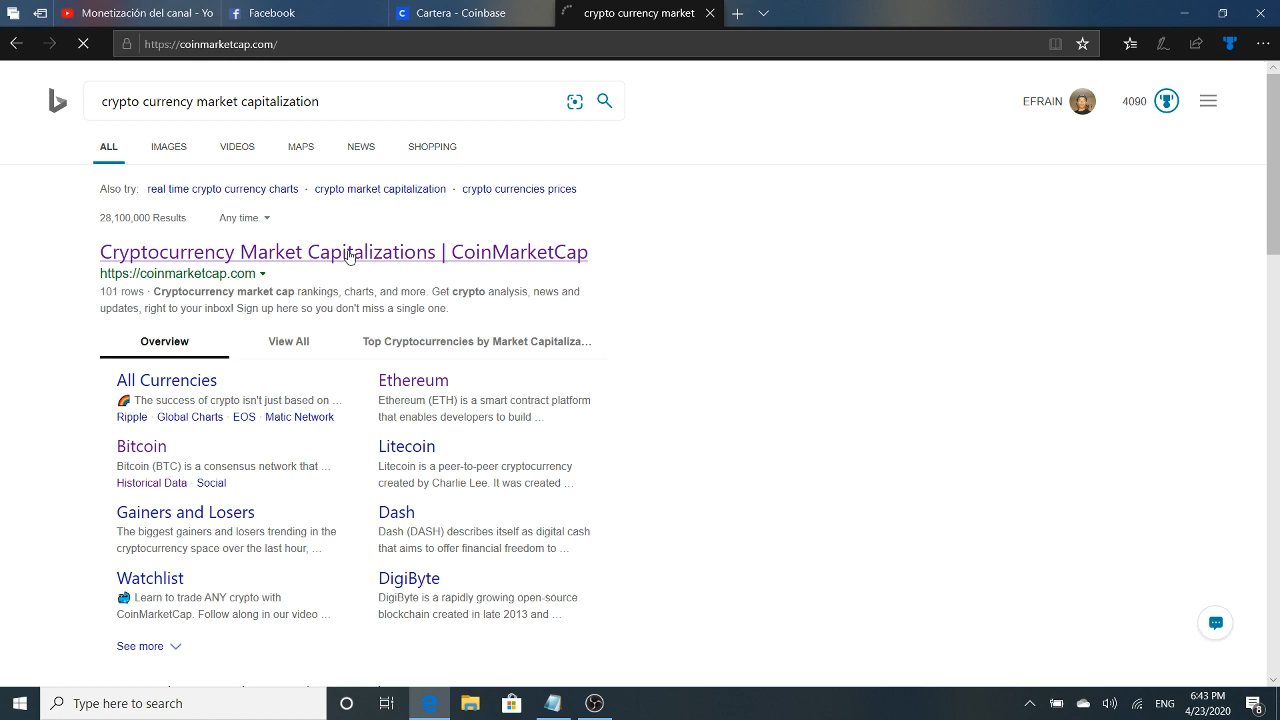 Monetización del canal - Yo
Facebook
Cartera - Coinbase
crypto currency market
https://coinmarketcap.com/
crypto currency market capitalization
EFRAIN
4090
ALL
IMAGES
VIDEOS
MAPS
NEWS
SHOPPING
Also try: real time crypto currency charts · crypto market capitalization · crypto currencies prices
28,100,000 Results
Any time
Cryptocurrency Market Capitalizations | CoinMarketCap
https://coinmarketcap.com
101 rows · Cryptocurrency market cap rankings, charts, and more. Get crypto analysis, news and
updates, right to your inbox! Sign up here so you don't miss a single one.
Overview
View All
Top Cryptocurrencies by Market Capitaliza...
All Currencies
The success of crypto isn't just based on ...
Ripple · Global Charts · EOS · Matic Network
Ethereum
Ethereum (ETH) is a smart contract platform
that enables developers to build ...
Bitcoin
Bitcoin (BTC) is a consensus network that ...
Historical Data · Social
Litecoin
Litecoin is a peer-to-peer cryptocurrency
created by Charlie Lee. It was created ...
Gainers and Losers
The biggest gainers and losers trending in the
cryptocurrency space over the last hour, ...
Dash
Dash (DASH) describes itself as digital cash
that aims to offer financial freedom to ...
Watchlist
Learn to trade ANY crypto with
CoinMarketCap. Follow along in our video ...
DigiByte
DigiByte is a rapidly growing open-source
blockchain created in late 2013 and ...
See more
Type here to search
ENG
6:43 PM
4/23/2020
8